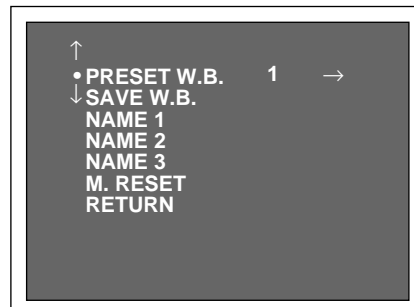 ↑
•PRESET W.B. 1 →
↓SAVE W.B.
NAME 1
NAME 2
NAME 3
M. RESET
RETURN